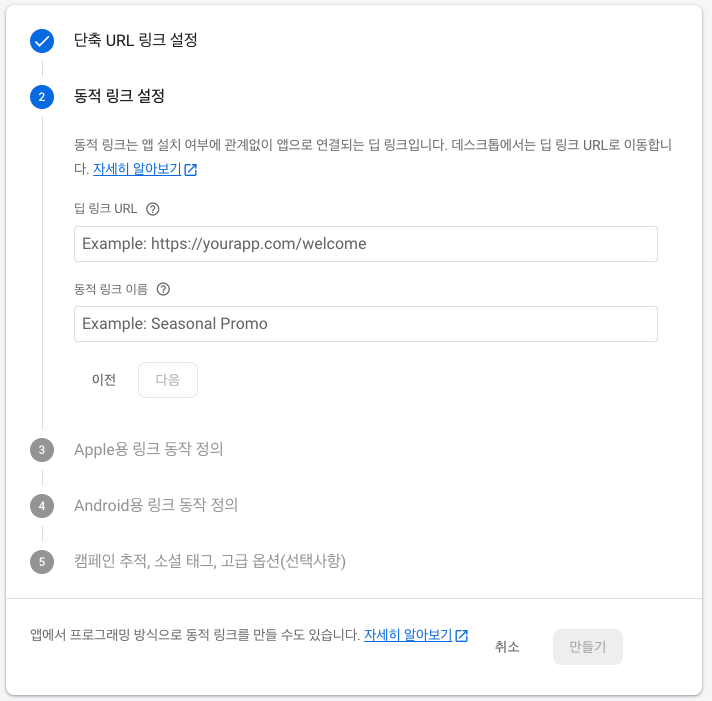 단축 URL 링크 설정
2
동적 링크 설정
동적 링크는 앱 설치 여부에 관계없이 앱으로 연결되는 딥 링크입니다. 데스크톱에서는 딥 링크 URL로 이동합니
다. 자세히 알아보기
딥 링크 URL ?
Example: https://yourapp.com/welcome
동적 링크 이름 ?
Example: Seasonal Promo
이전 다음
3 Apple용 링크 동작 정의
4 Android용 링크 동작 정의
5 캠페인 추적, 소셜 태그, 고급 옵션(선택사항)
앱에서 프로그래밍 방식으로 동적 링크를 만들 수도 있습니다. 자세히 알아보기
취소 만들기